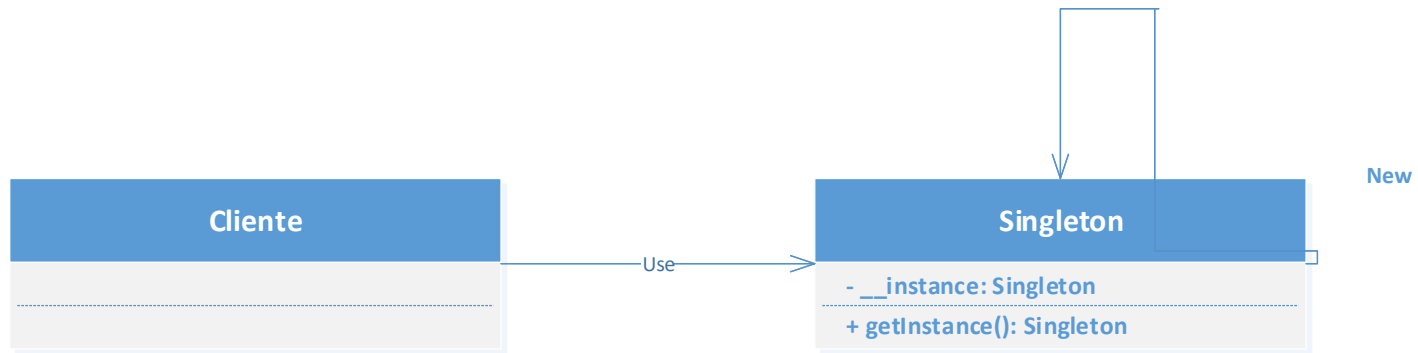 New
Cliente
Singleton
Use
- __instance: Singleton
+ getInstance(): Singleton